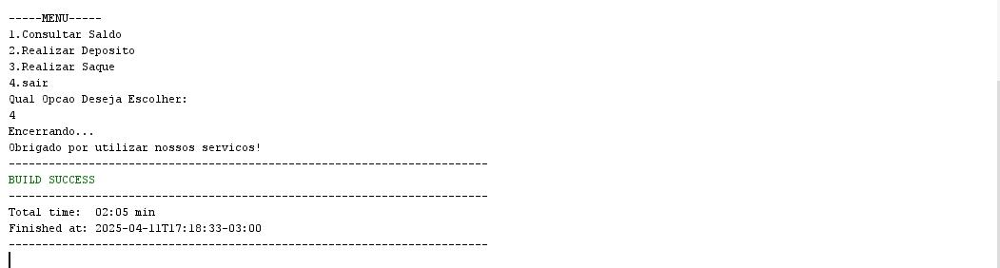 -----MENU-----
1.Consultar Saldo
2.Realizar Deposito
3.Realizar Saque
4.sair
Qual Opcao Deseja Escolher:
4
Encerrando...
Obrigado por utilizar nossos servicos!
------------------------------------------------------------------------
BUILD SUCCESS
------------------------------------------------------------------------
Total time:  02:05 min
Finished at: 2025-04-11T17:18:33-03:00
------------------------------------------------------------------------